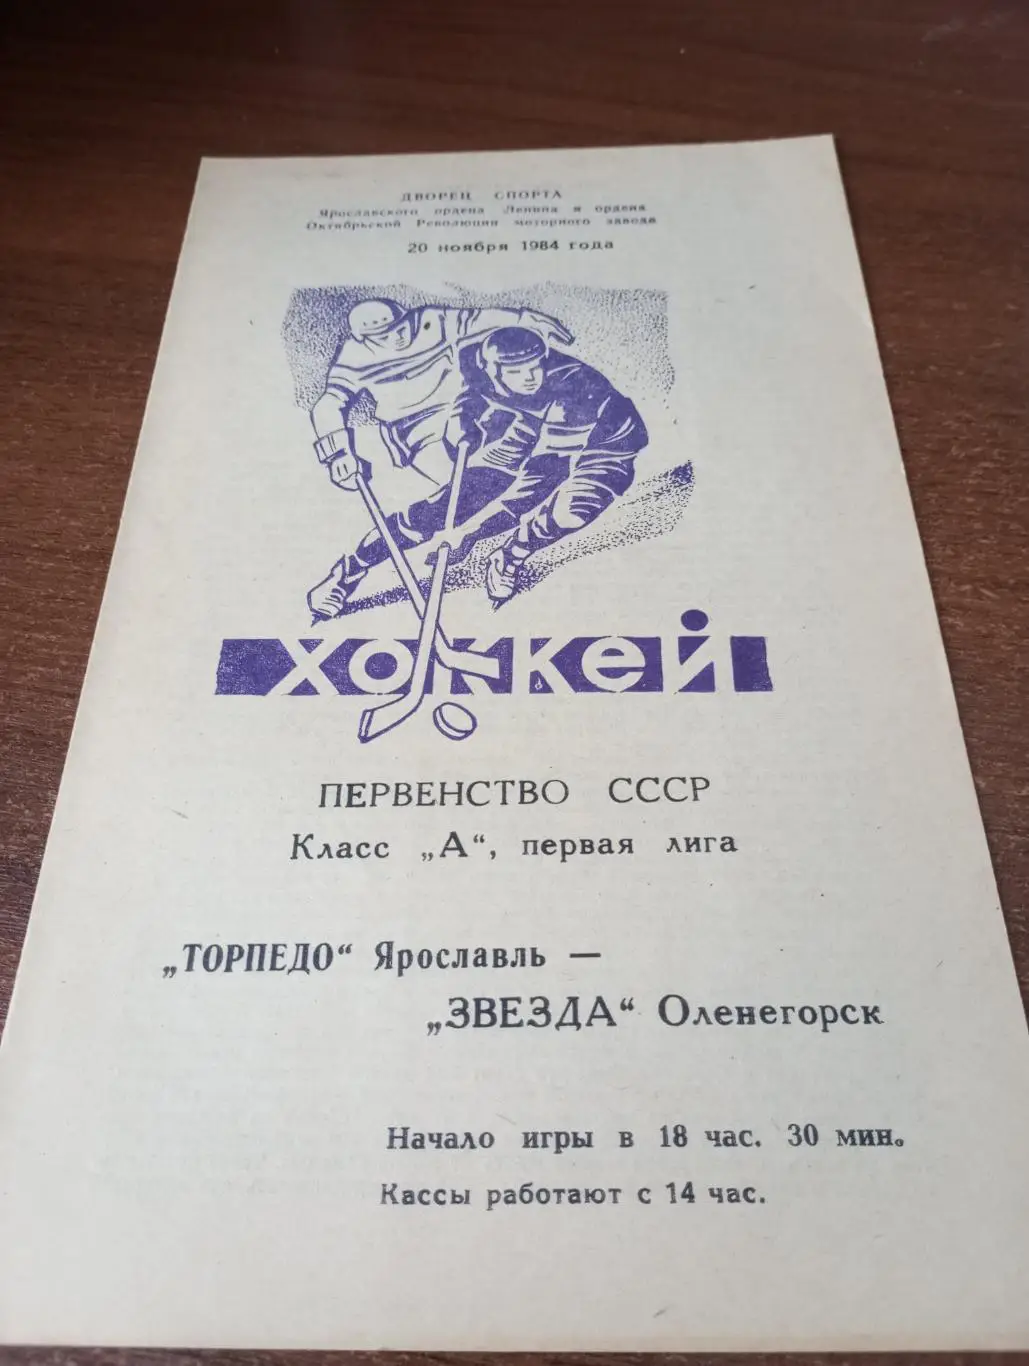 ДВОРЕЦ СПОРТА
Ярославского ордена Ленина и ордена
Октябрьской Революции моторного завода
20 ноября 1984 года
хоккей
ПЕРВЕНСТВО СССР
Класс „А“, первая лига
„ТОРПЕДО“ Ярославль —
„ЗВЕЗДА“ Оленегорск
Начало игры в 18 час. 30 мин.
Кассы работают с 14 час.